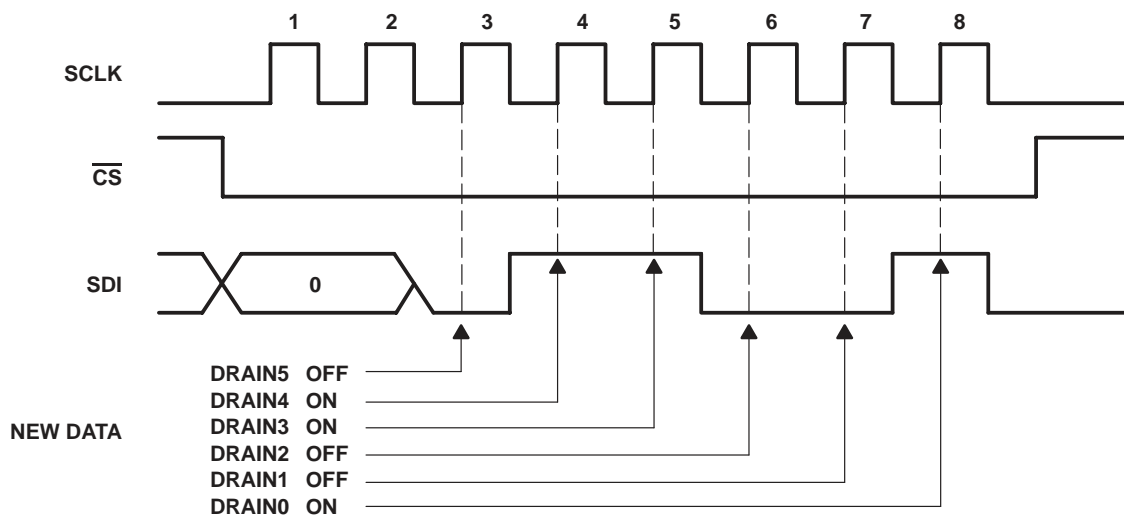 1 2 3 4 5 6 7 8
SCLK
CS
SDI
0
DRAIN5 OFF
DRAIN4 ON
DRAIN3 ON
NEW DATA
DRAIN2 OFF
DRAIN1 OFF
DRAIN0 ON